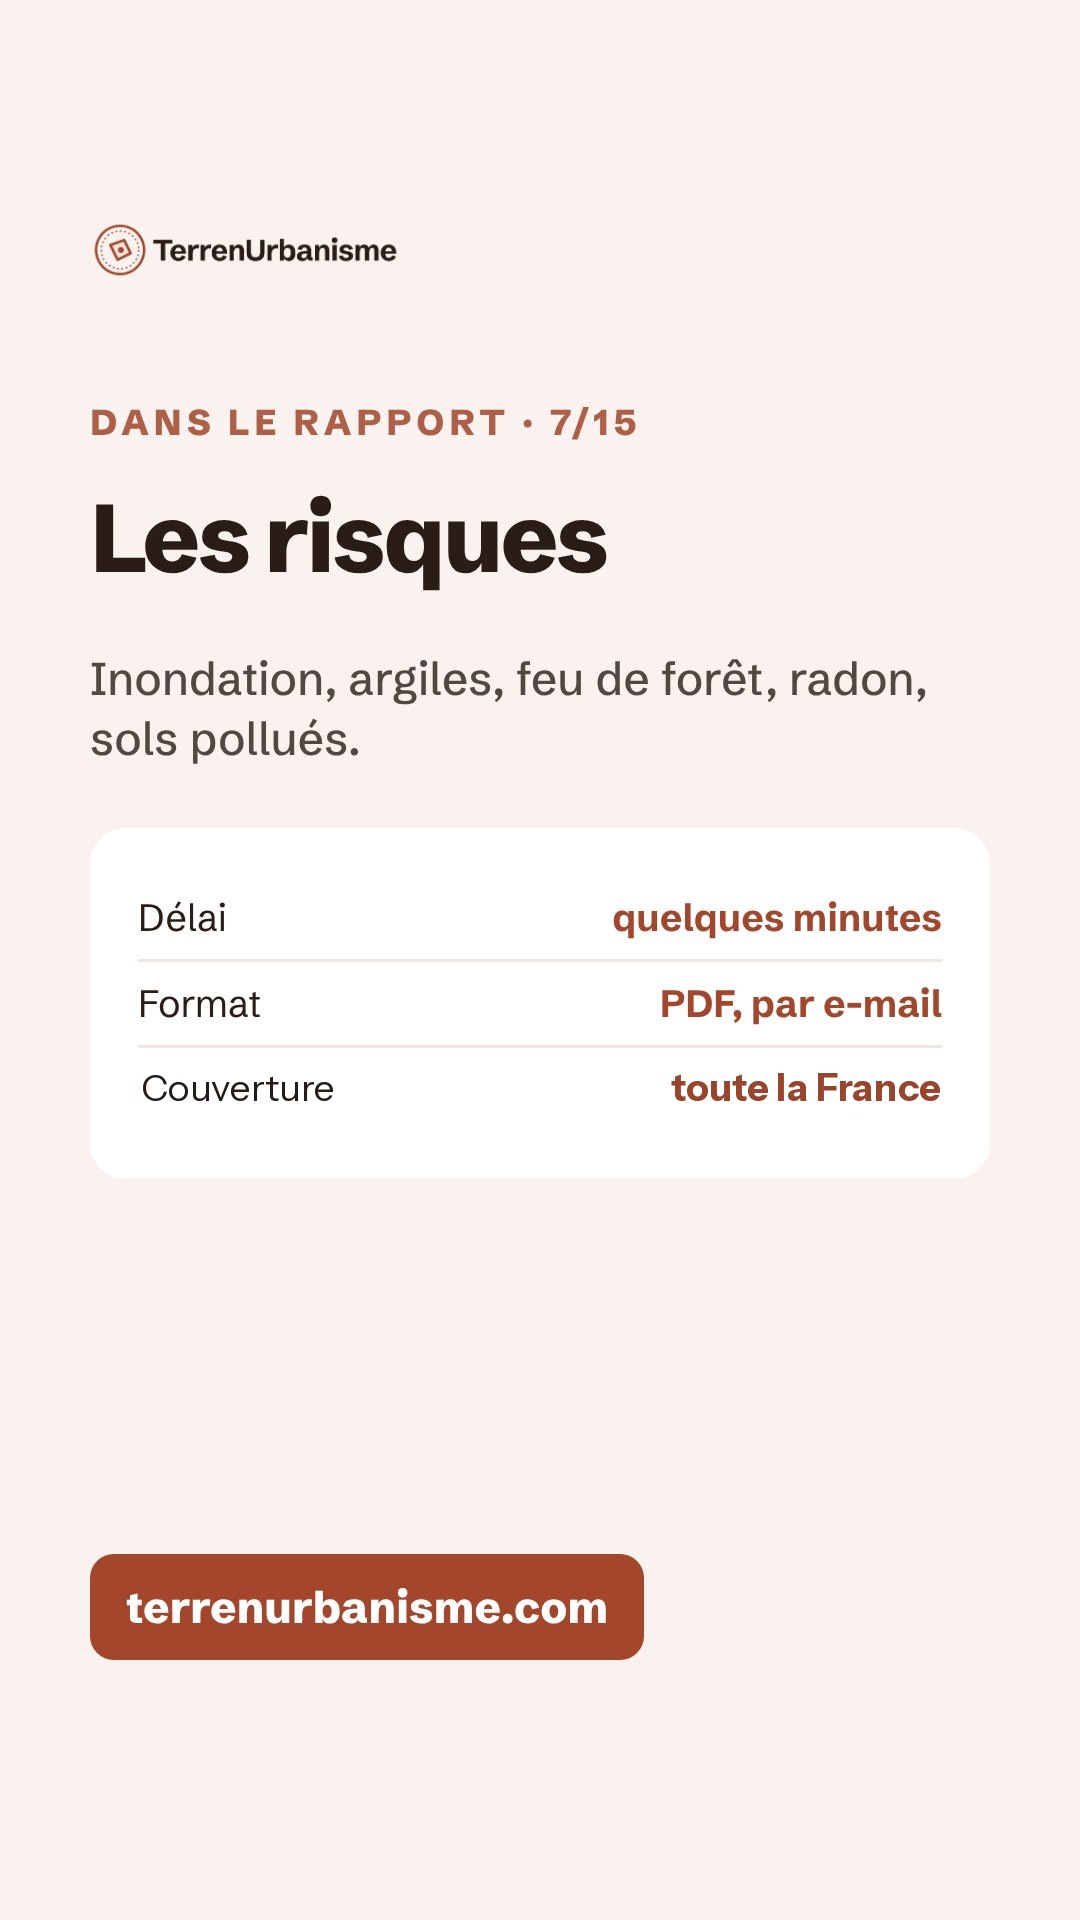 TerrenUrbanisme
DANS LE RAPPORT · 7/15
Les risques
Inondation, argiles, feu de forêt, radon,
sols pollués.
Délai quelques minutes
Format PDF, par e-mail
Couverture toute la France
terrenurbanisme.com